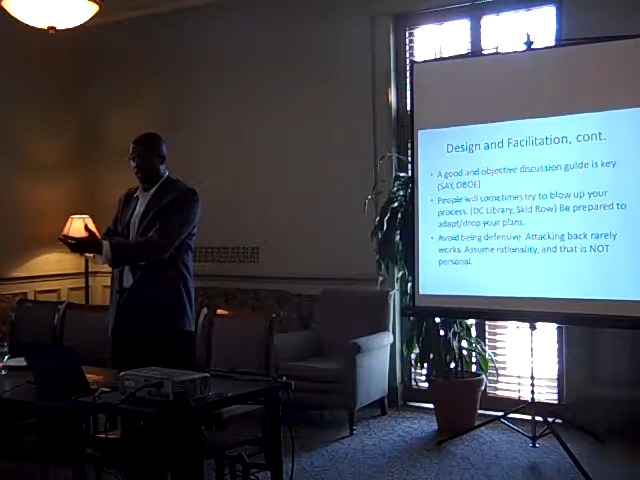 Design and Facilitation, cont.
• A good and objective discussion guide is key
(SAY, DBOE)
• People will sometimes try to blow up your
process. (DC Library, Skid Row) Be prepared to
adapt/drop your plans.
• Avoid being defensive. Attacking back rarely
works. Assume rationality, and that is NOT
personal.